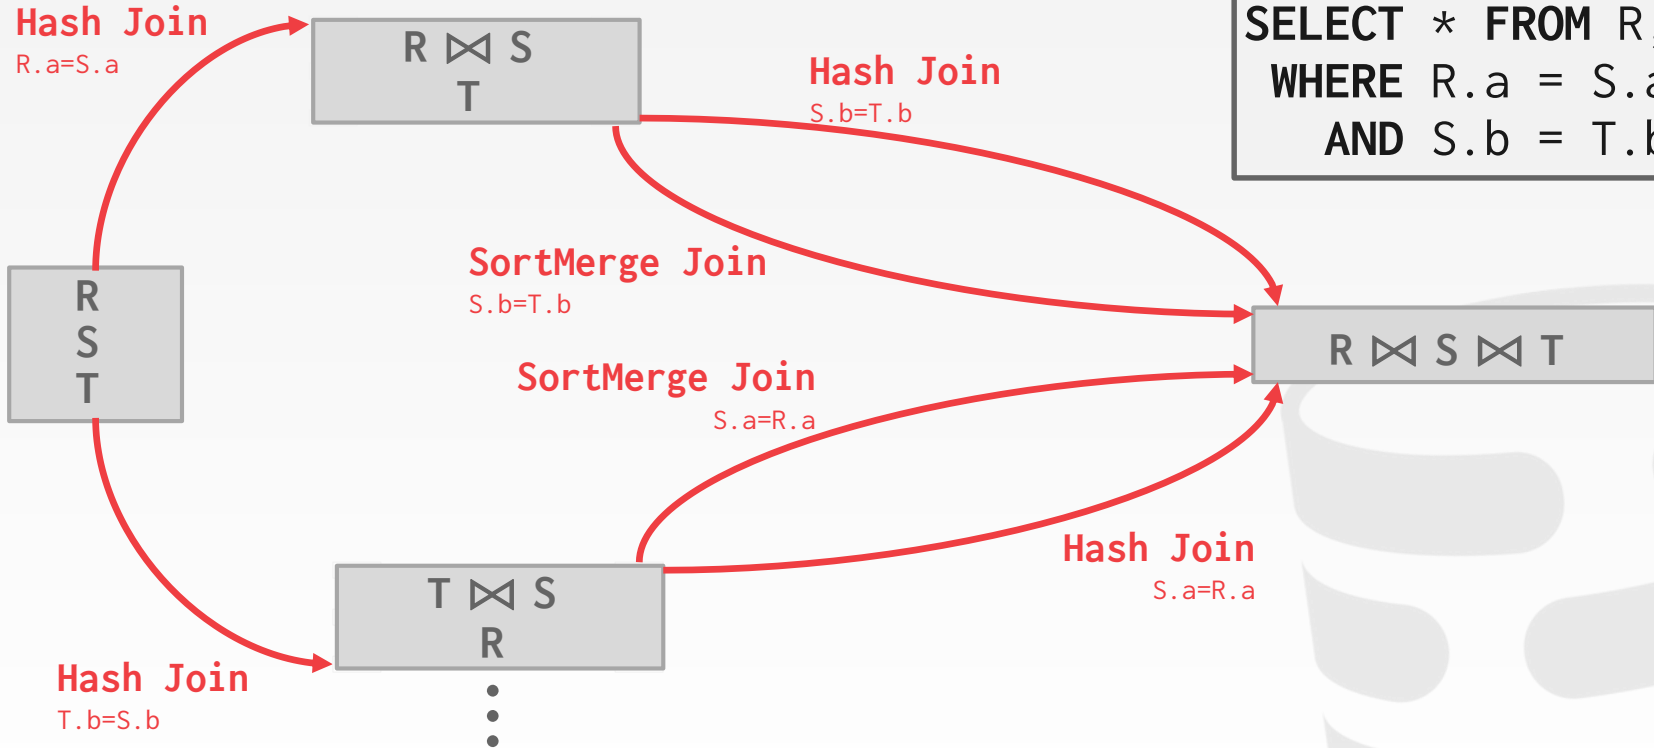 Hash Join
R.a=S.a
R ⋈ S
T
Hash Join
S.b=T.b
SELECT * FROM R,
WHERE R.a = S.a
AND S.b = T.b
SortMerge Join
S.b=T.b
R
S
T
R ⋈ S ⋈ T
SortMerge Join
S.a=R.a
Hash Join
S.a=R.a
T ⋈ S
R
Hash Join
T.b=S.b